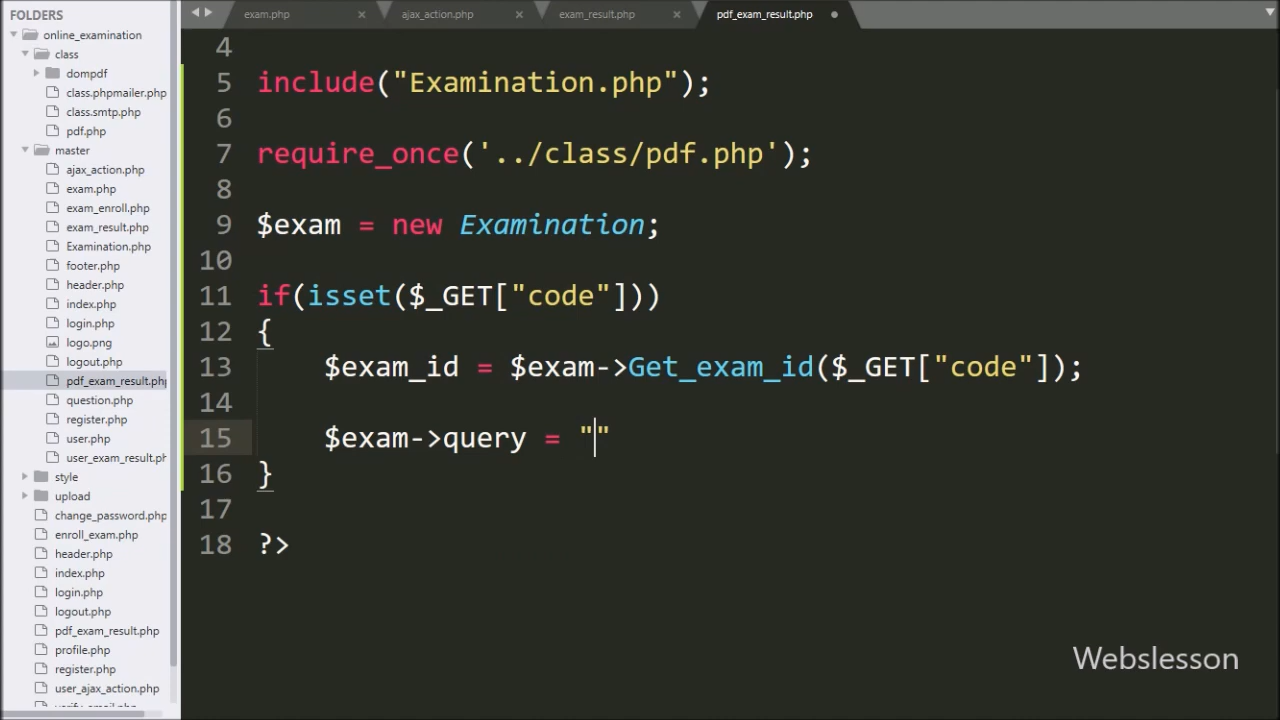 FOLDERS
online_examination
class
dompdf
class.phpmailer.php
class.smtp.php
pdf.php
master
ajax_action.php
exam.php
exam_enroll.php
exam_result.php
Examination.php
footer.php
header.php
index.php
login.php
logo.png
logout.php
pdf_exam_result.php
question.php
register.php
user.php
user_exam_result.ph
style
upload
change_password.php
enroll_exam.php
header.php
index.php
login.php
logout.php
pdf_exam_result.php
profile.php
register.php
user_ajax_action.php
exam.php
ajax_action.php
exam_result.php
pdf_exam_result.php
4
5 include("Examination.php");
6
7 require_once('../class/pdf.php');
8
9 $exam = new Examination;
10
11 if(isset($_GET["code"]))
12 {
13 $exam_id = $exam->Get_exam_id($_GET["code"]);
14
15 $exam->query = ""
16 }
17
18 ?>
Webslesson